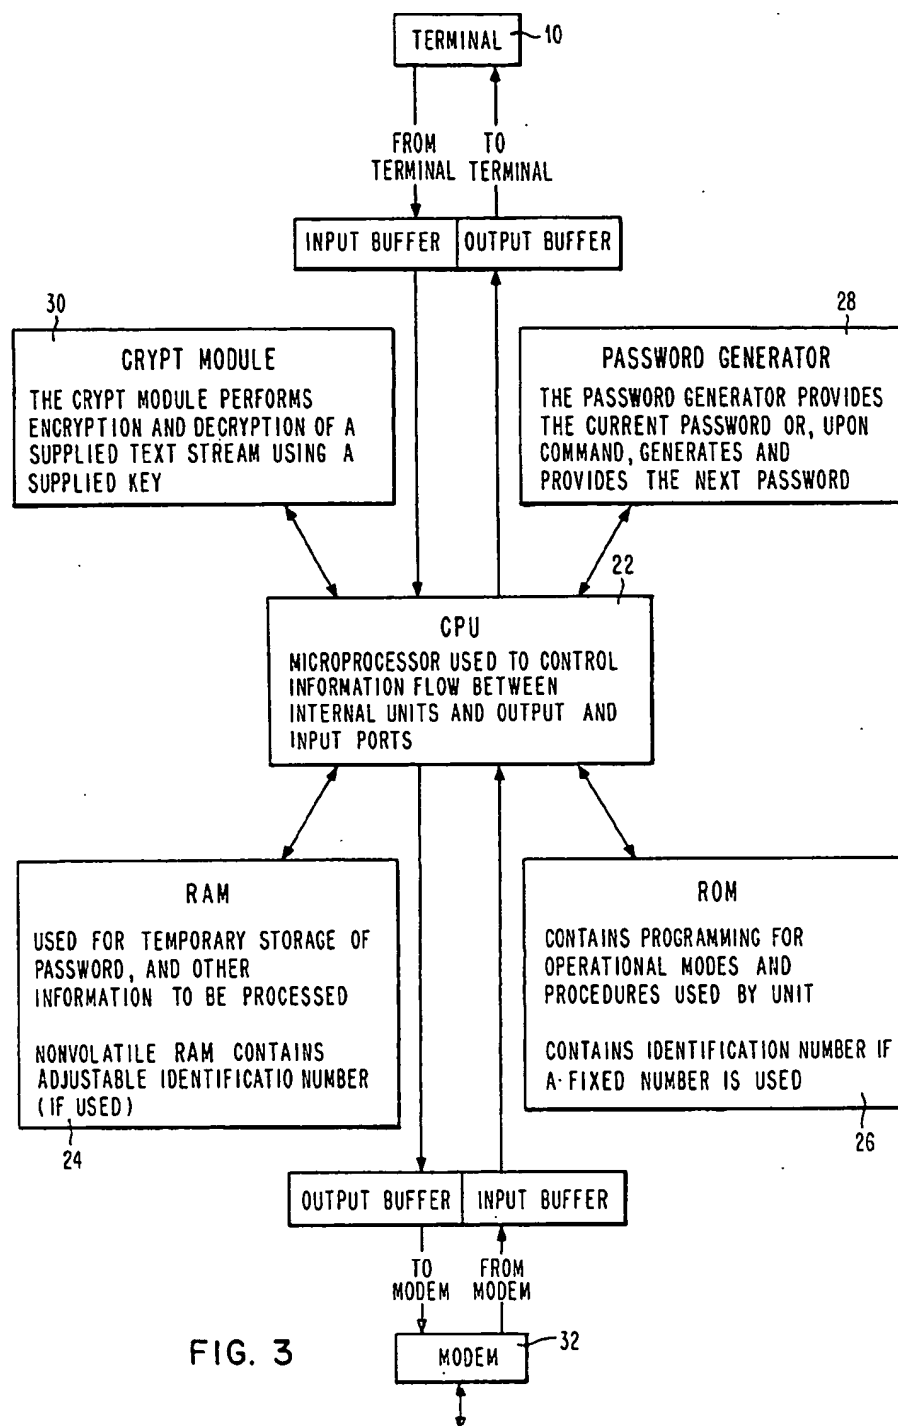 TERMINAL
10
FROM
TERMINAL
TO
TERMINAL
INPUT BUFFER
OUTPUT BUFFER
30
CRYPT MODULE
THE CRYPT MODULE PERFORMS
ENCRYPTION AND DECRYPTION OF A
SUPPLIED TEXT STREAM USING A
SUPPLIED KEY
28
PASSWORD GENERATOR
THE PASSWORD GENERATOR PROVIDES
THE CURRENT PASSWORD OR, UPON
COMMAND, GENERATES AND
PROVIDES THE NEXT PASSWORD
22
CPU
MICROPROCESSOR USED TO CONTROL
INFORMATION FLOW BETWEEN
INTERNAL UNITS AND OUTPUT AND
INPUT PORTS
RAM
USED FOR TEMPORARY STORAGE OF
PASSWORD, AND OTHER
INFORMATION TO BE PROCESSED
NONVOLATILE RAM CONTAINS
ADJUSTABLE IDENTIFICATIO NUMBER
(IF USED)
24
ROM
CONTAINS PROGRAMMING FOR
OPERATIONAL MODES AND
PROCEDURES USED BY UNIT
CONTAINS IDENTIFICATION NUMBER IF
A-FIXED NUMBER IS USED
26
OUTPUT BUFFER
INPUT BUFFER
TO
MODEM
FROM
MODEM
MODEM
32
FIG. 3